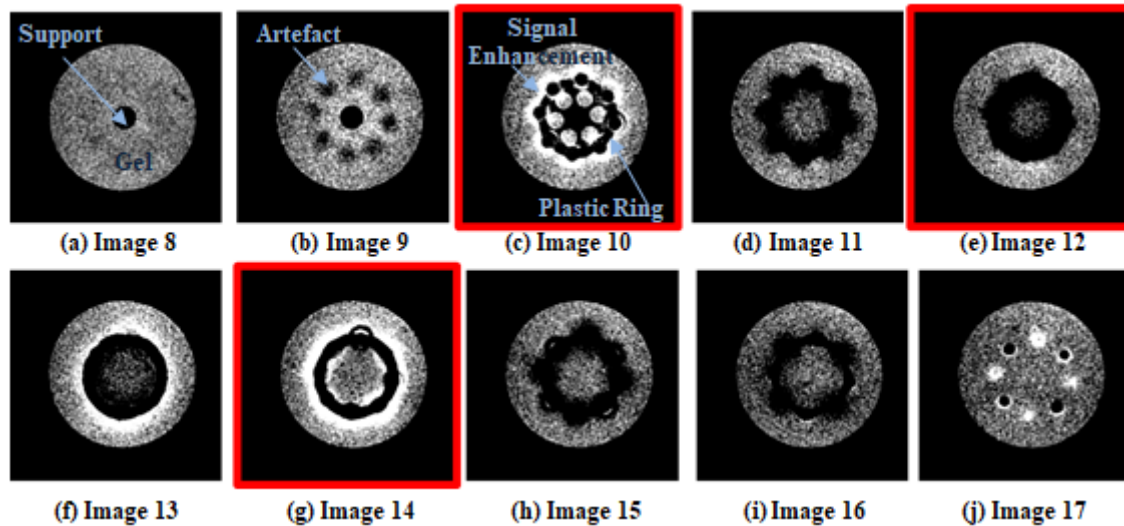 Support
Gel
(a) Image 8
Artefact
(b) Image 9
Signal
Enhancement
Plastic Ring
(c) Image 10
(d) Image 11
(e) Image 12
(f) Image 13
(g) Image 14
(h) Image 15
(i) Image 16
(j) Image 17